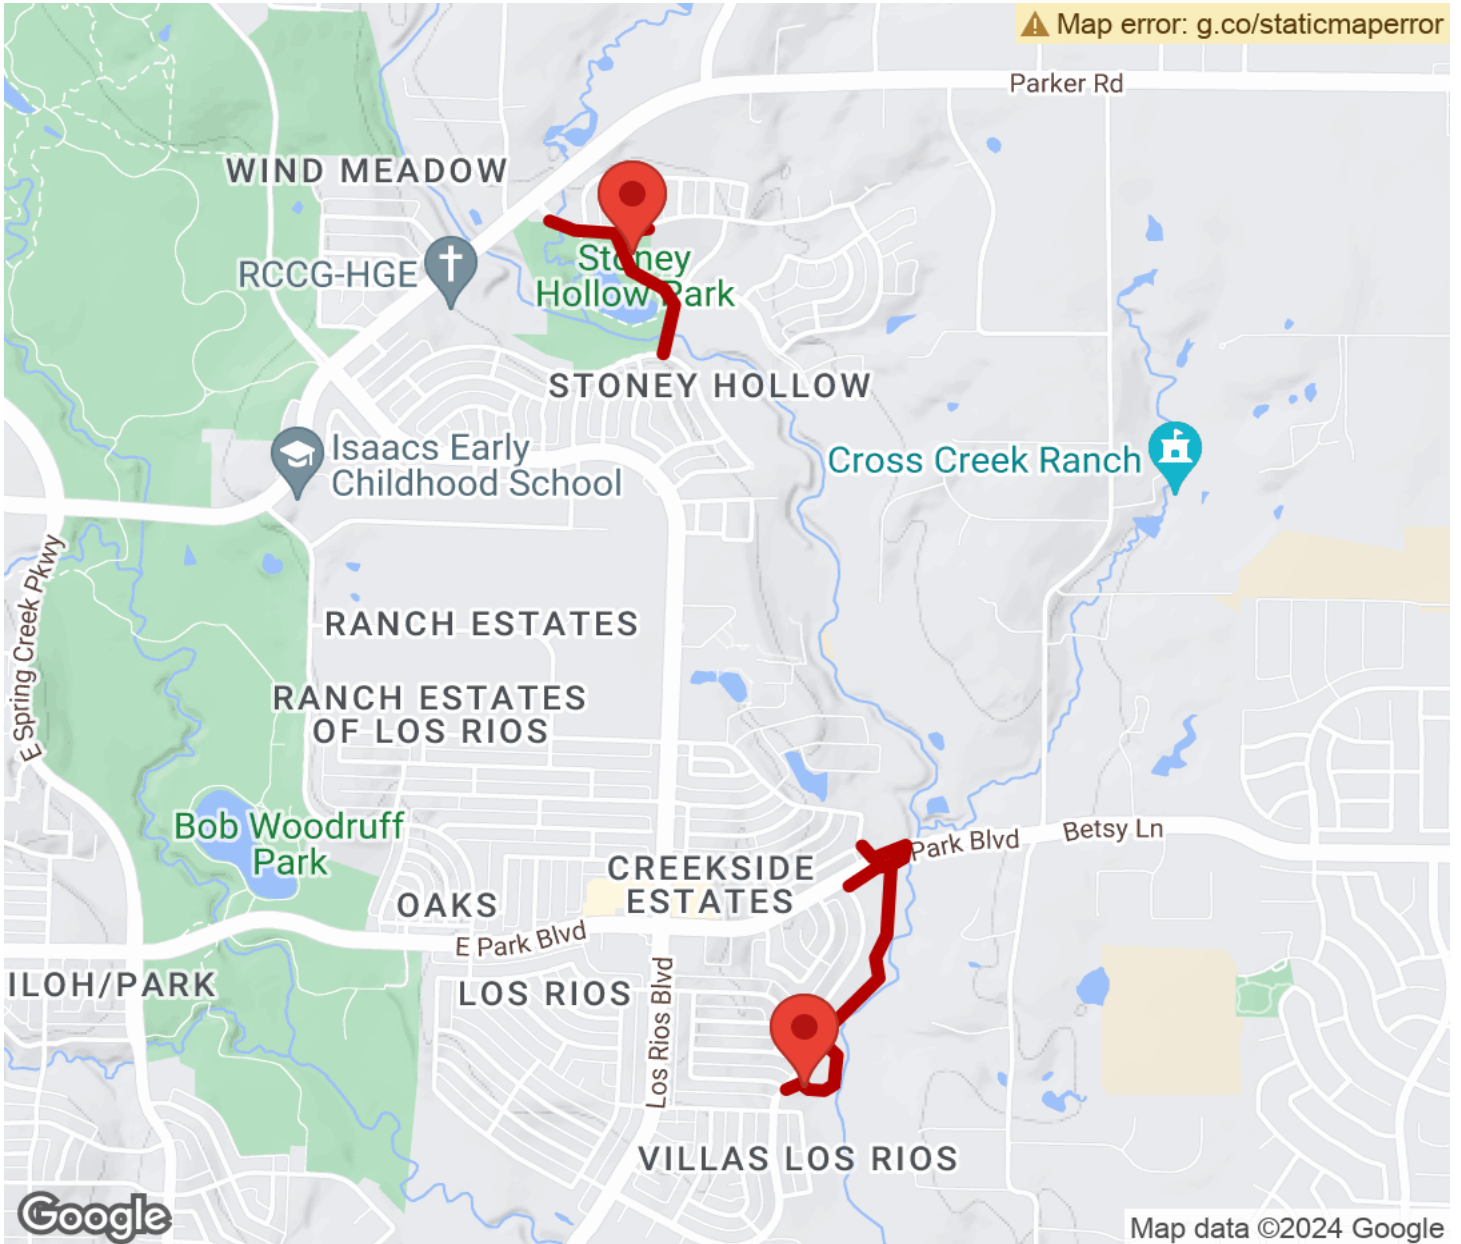 Map error: g.co/staticmaperror
Parker Rd
WIND MEADOW
RCCG-HGE
Stoney
Hollow Park
STONEY HOLLOW
Isaacs Early
Childhood School
Cross Creek Ranch
E Spring Creek Pkwy
RANCH ESTATES
RANCH ESTATES
OF LOS RIOS
Bob Woodruff
Park
Park Blvd
Betsy Ln
CREEKSIDE
ESTATES
OAKS
E Park Blvd
ILOH/PARK
LOS RIOS
Los Rios Blvd
VILLAS LOS RIOS
Google
Map data ©2024 Google